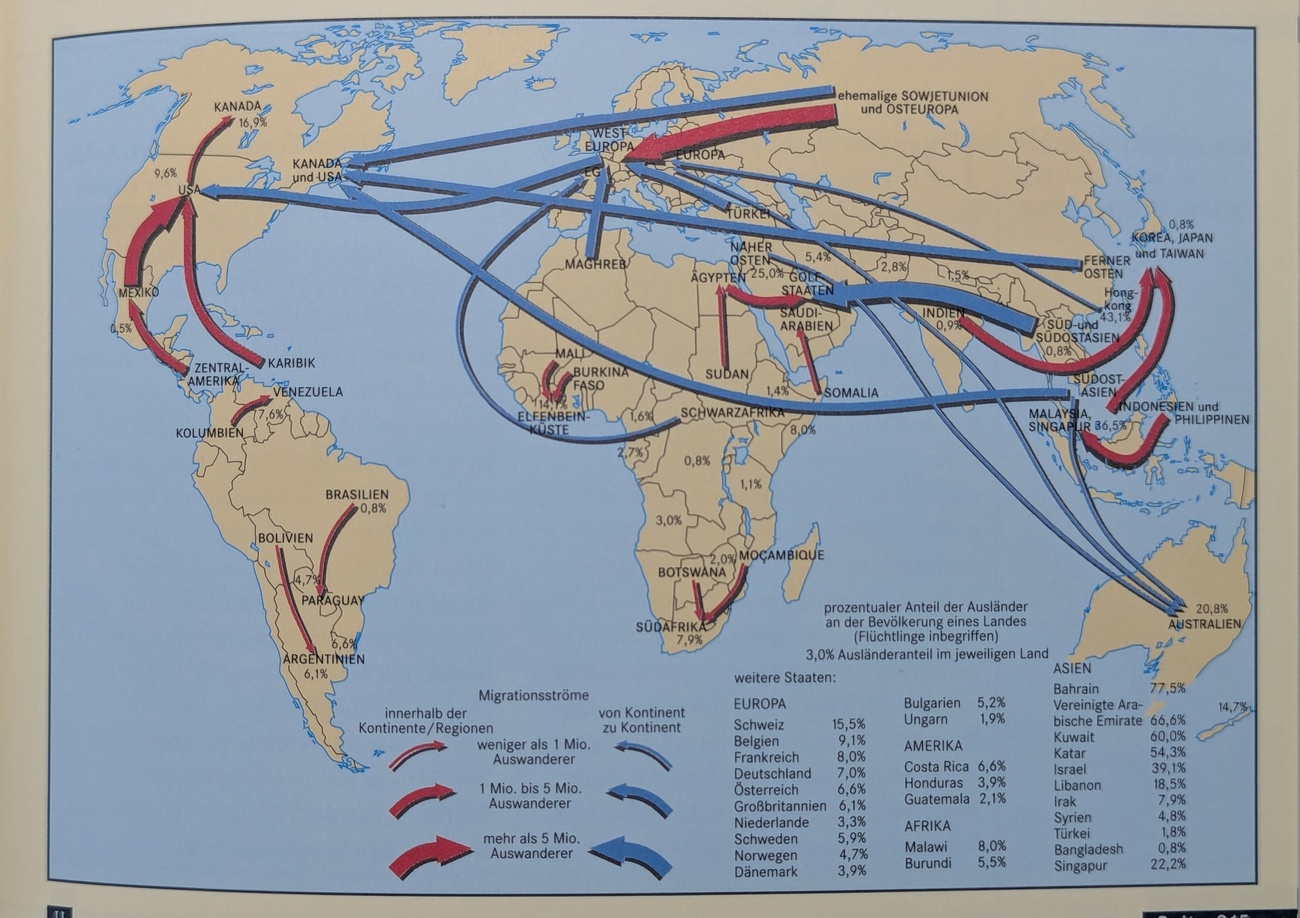 KANADA
16,9%
9,6%
USA
KANADA
und USA
MEXIKO
0,5%
ZENTRAL-
AMERIKA
KARIBIK
VENEZUELA
7,6%
KOLUMBIEN
BRASILIEN
0,8%
BOLIVIEN
4,7%
PARAGUAY
6,6%
ARGENTINIEN
6,1%
ehemalige SOWJETUNION
und OSTEUROPA
WEST-
EUROPA
EUROPA
EG
TÜRKEI
MAGHREB
NAHER
OSTEN
5,4%
ÄGYPTEN
25,0%
GOLF-
STAATEN
SAUDI-
ARABIEN
2,8%
1,5%
INDIEN
0,9%
FERNER
OSTEN
0,8%
KOREA, JAPAN
und TAIWAN
Hong-
kong
43,1%
SÜD-und
SÜDOSTASIEN
0,8%
SÜDOST-
ASIEN
MALAYSIA,
SINGAPUR
36,5%
INDONESIEN und
PHILIPPINEN
MALI
BURKINA
FASO
ELFENBEIN-
KÜSTE
SUDAN
SOMALIA
1,4%
1,6%
SCHWARZAFRIKA
8,0%
2,7%
0,8%
1,1%
3,0%
2,0%
MOÇAMBIQUE
BOTSWANA
SÜDAFRIKA
7,9%
20,8%
AUSTRALIEN
14,7%
Migrationsströme
innerhalb der
Kontinente/Regionen
von Kontinent
zu Kontinent
weniger als 1 Mio.
Auswanderer
1 Mio. bis 5 Mio.
Auswanderer
mehr als 5 Mio.
Auswanderer
prozentualer Anteil der Ausländer
an der Bevölkerung eines Landes
(Flüchtlinge inbegriffen)
3,0% Ausländeranteil im jeweiligen Land
weitere Staaten:
EUROPA
Schweiz 15,5%
Belgien 9,1%
Frankreich 8,0%
Deutschland 7,0%
Österreich 6,6%
Großbritannien 6,1%
Niederlande 3,3%
Schweden 5,9%
Norwegen 4,7%
Dänemark 3,9%
Bulgarien 5,2%
Ungarn 1,9%
AMERIKA
Costa Rica 6,6%
Honduras 3,9%
Guatemala 2,1%
AFRIKA
Malawi 8,0%
Burundi 5,5%
ASIEN
Bahrain 77,5%
Vereinigte Ara-
bische Emirate 66,6%
Kuwait 60,0%
Katar 54,3%
Israel 39,1%
Libanon 18,5%
Irak 7,9%
Syrien 4,8%
Türkei 1,8%
Bangladesh 0,8%
Singapur 22,2%